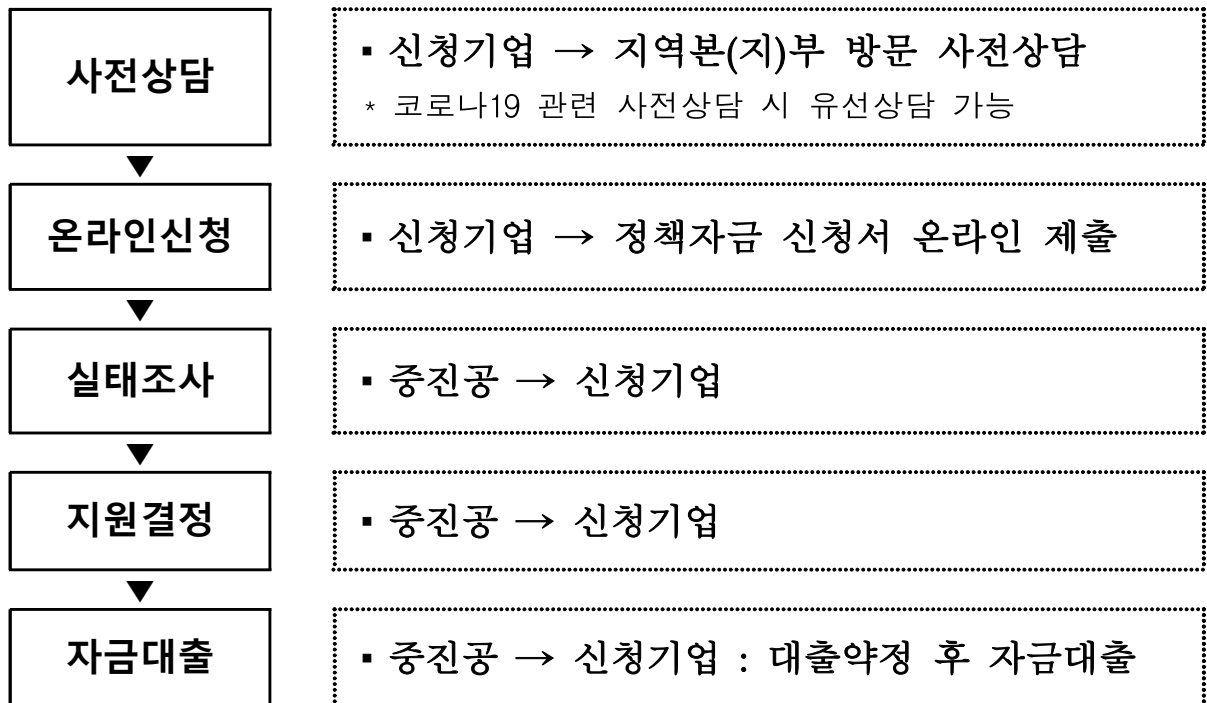 사전상담
▪ 신청기업 → 지역본(지)부 방문 사전상담
* 코로나19 관련 사전상담 시 유선상담 가능
▼
온라인신청
▪ 신청기업 → 정책자금 신청서 온라인 제출
▼
실태조사
▪ 중진공 → 신청기업
▼
지원결정
▪ 중진공 → 신청기업
▼
자금대출
▪ 중진공 → 신청기업 : 대출약정 후 자금대출